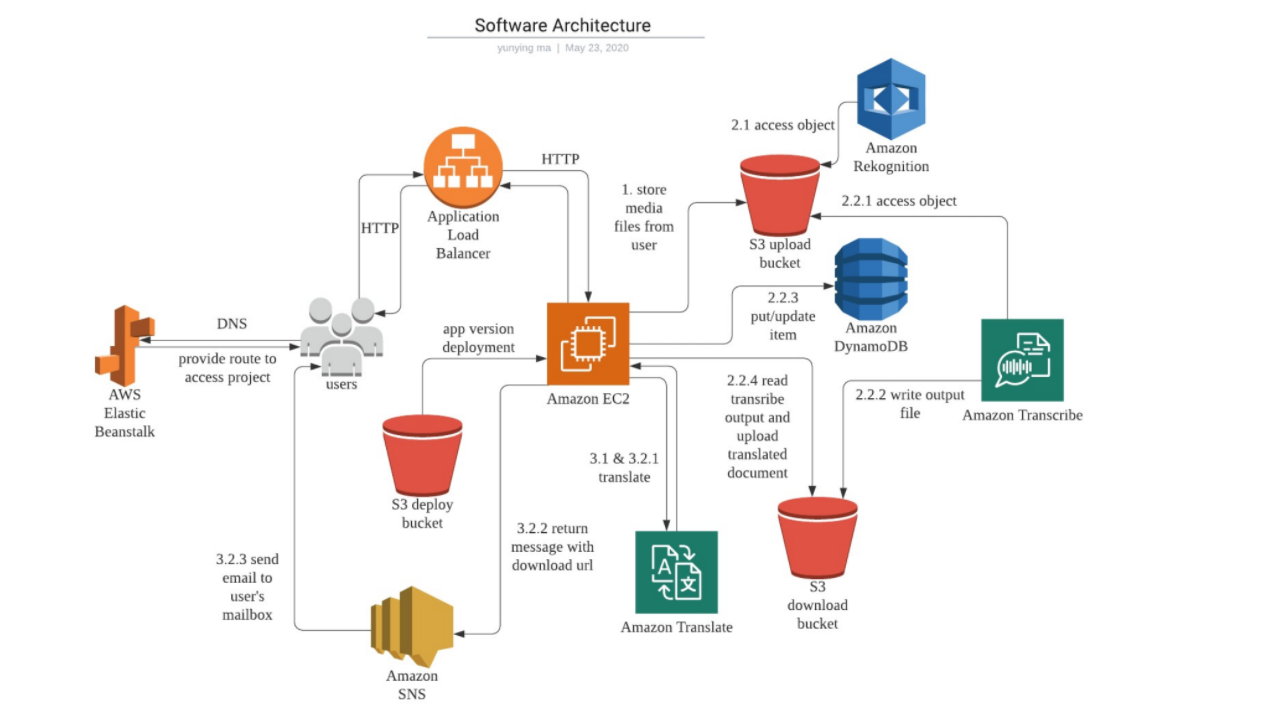 Software Architecture
yunying ma | May 23, 2020
2.1 access object
Amazon
Rekognition
HTTP
Application
Load
Balancer
HTTP
1. store
media
files from
user
2.2.1 access object
S3 upload
bucket
2.2.3
put/update
item
Amazon
DynamoDB
DNS
provide route to
access project
AWS
Elastic
Beanstalk
users
app version
deployment
Amazon EC2
2.2.4 read
transribe
output and
upload
translated
document
2.2.2 write output
file
Amazon Transcribe
3.1 & 3.2.1
translate
S3 deploy
bucket
3.2.2 return
message with
download url
3.2.3 send
email to
user's
mailbox
Amazon Translate
S3
download
bucket
Amazon
SNS
A
文